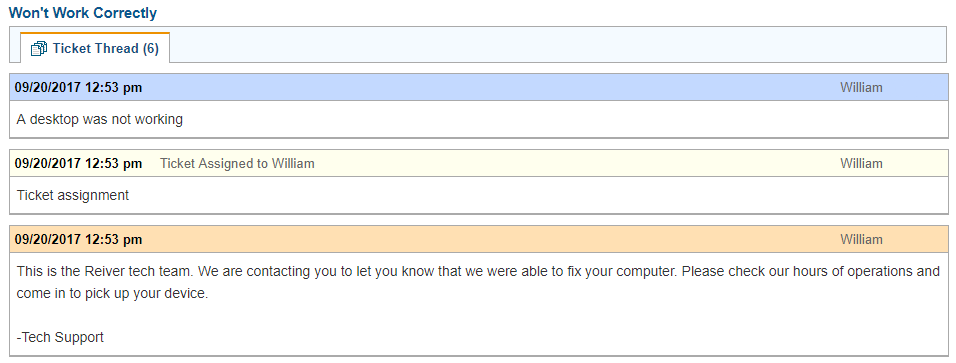 Won't Work Correctly
Ticket Thread (6)
09/20/2017 12:53 pm William
A desktop was not working
09/20/2017 12:53 pm Ticket Assigned to William William
Ticket assignment
09/20/2017 12:53 pm William
This is the Reiver tech team. We are contacting you to let you know that we were able to fix your computer. Please check our hours of operations and
come in to pick up your device.
-Tech Support